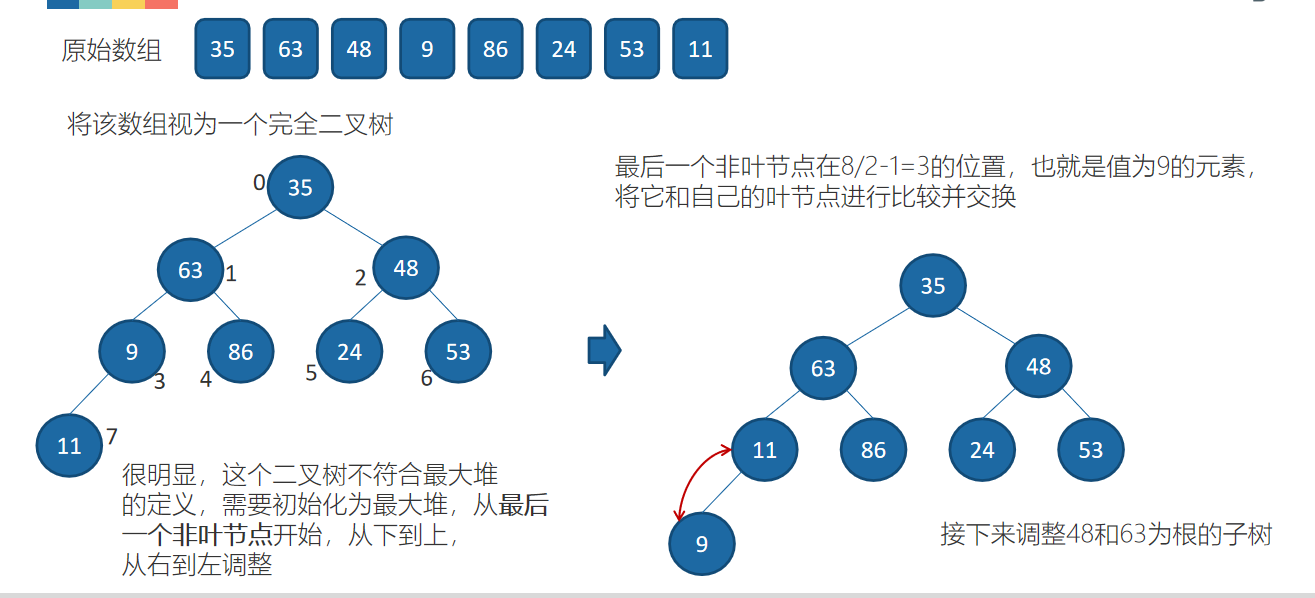 原始数组 35 63 48 9 86 24 53 11
将该数组视为一个完全二叉树
最后一个非叶节点在8/2-1=3的位置，也就是值为9的元素，
将它和自己的叶节点进行比较并交换
0 35
63 1
2 48
9 86 24 53
3 4 5 6
11 7
很明显，这个二叉树不符合最大堆
的定义，需要初始化为最大堆，从最后
一个非叶节点开始，从下到上，
从右到左调整
35
63 48
11 86 24 53
9
接下来调整48和63为根的子树